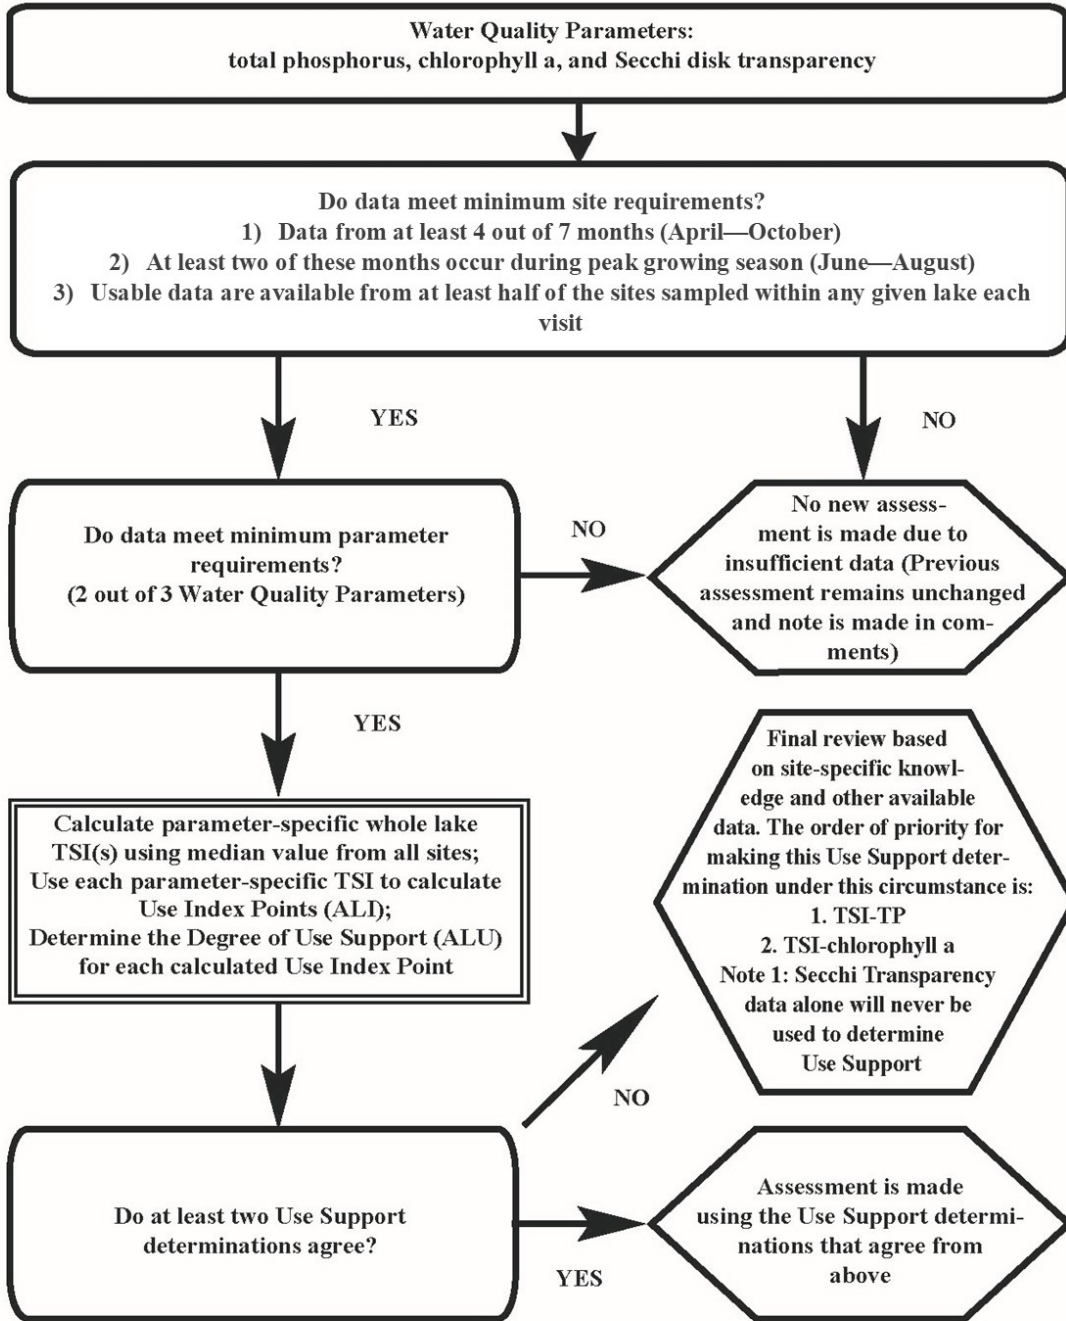 Water Quality Parameters:
total phosphorus, chlorophyll a, and Secchi disk transparency
Do data meet minimum site requirements?
1) Data from at least 4 out of 7 months (April—October)
2) At least two of these months occur during peak growing season (June—August)
3) Usable data are available from at least half of the sites sampled within any given lake each
visit
YES
NO
Do data meet minimum parameter
requirements?
(2 out of 3 Water Quality Parameters)
NO
No new assess-
ment is made due to
insufficient data (Previous
assessment remains unchanged
and note is made in com-
ments)
YES
Calculate parameter-specific whole lake
TSI(s) using median value from all sites;
Use each parameter-specific TSI to calculate
Use Index Points (ALI);
Determine the Degree of Use Support (ALU)
for each calculated Use Index Point
Final review based
on site-specific knowl-
edge and other available
data. The order of priority for
making this Use Support deter-
mination under this circumstance is:
1. TSI-TP
2. TSI-chlorophyll a
Note 1: Secchi Transparency
data alone will never be
used to determine
Use Support
NO
Do at least two Use Support
determinations agree?
YES
Assessment is made
using the Use Support determi-
nations that agree from
above